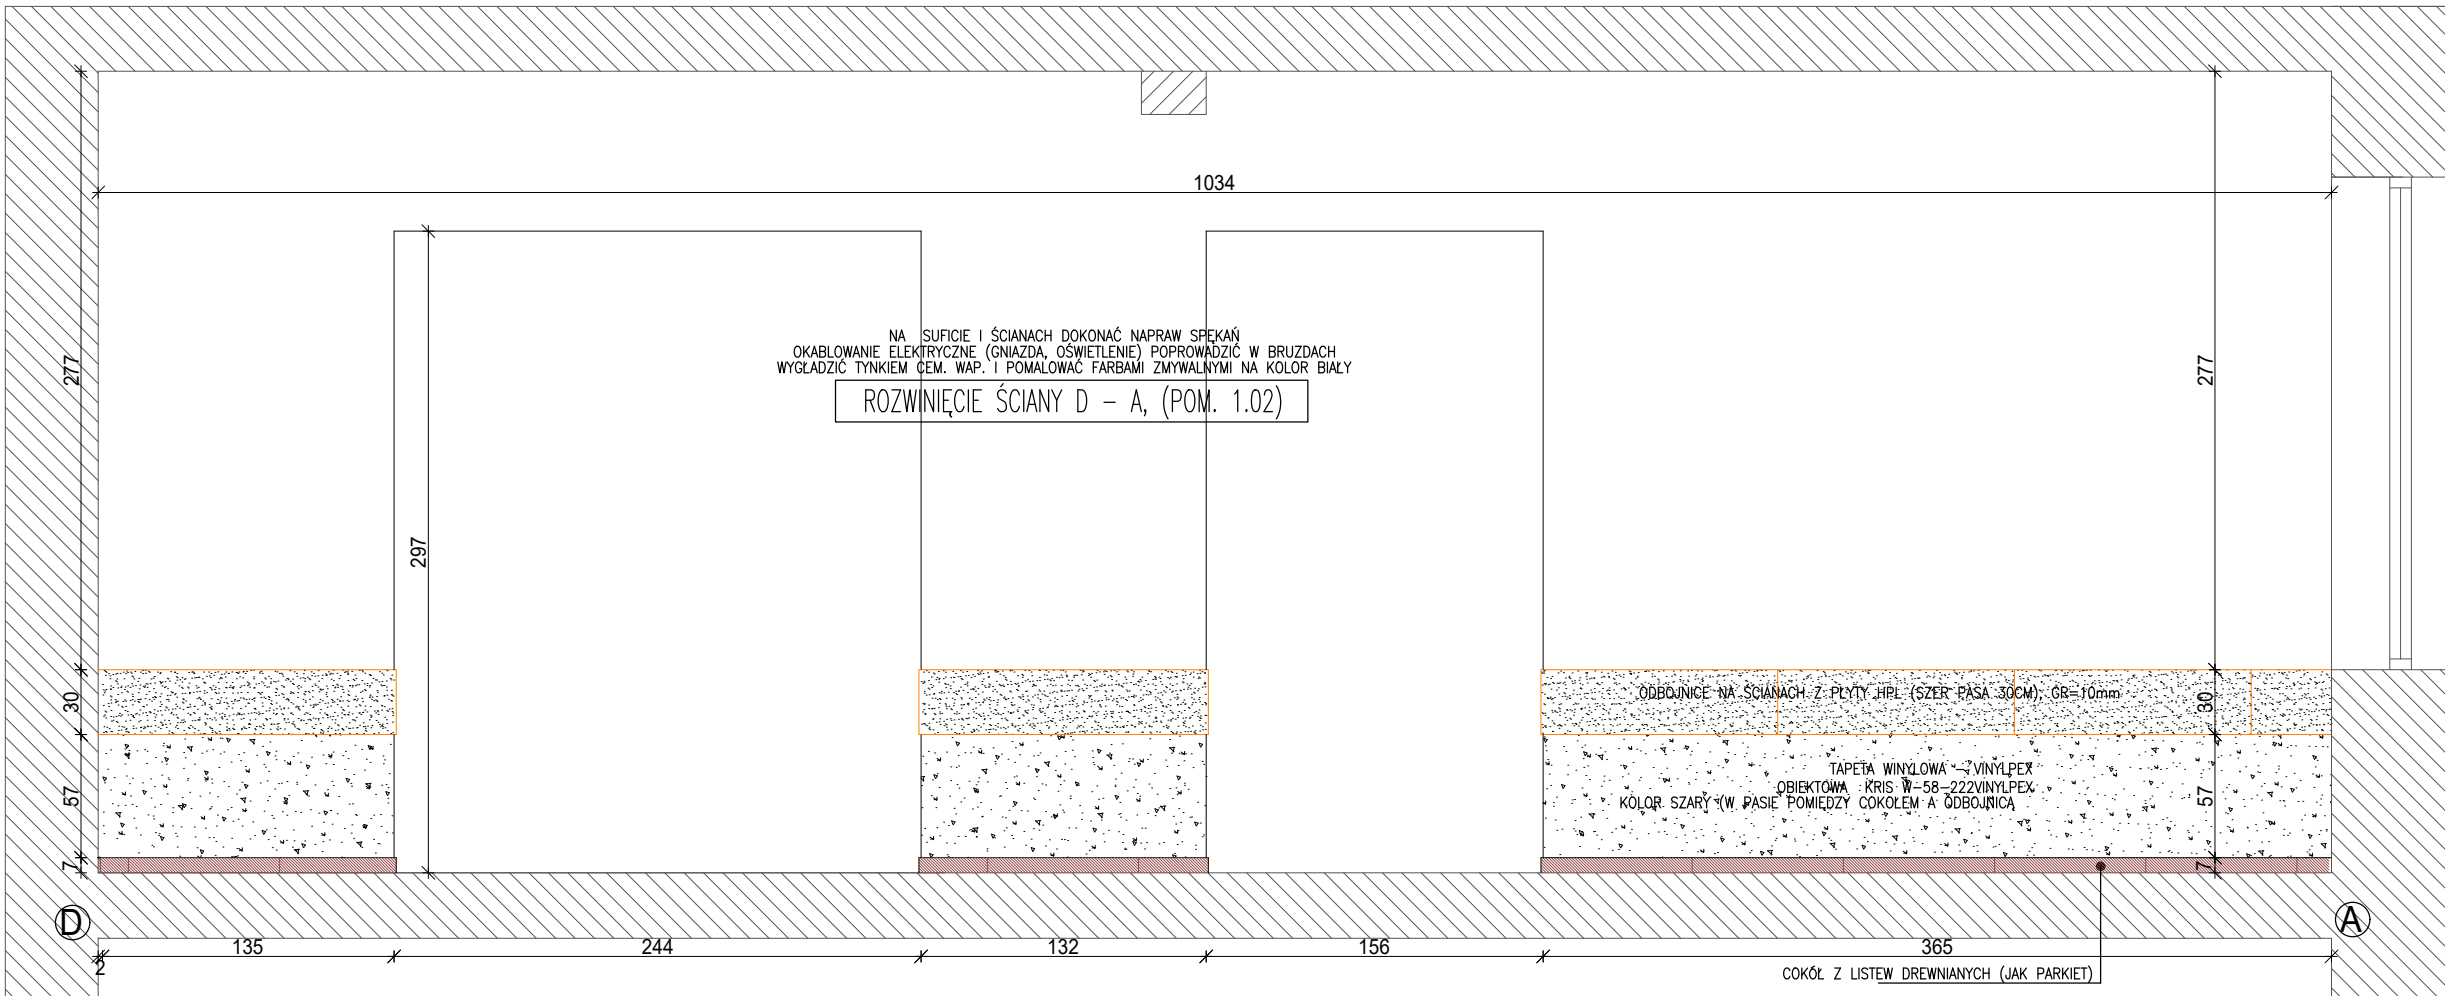 1034
277
277
297
NA SUFICIE I ŚCIANACH DOKONAĆ NAPRAW SPĘKAŃ
OKABLOWANIE ELEKTRYCZNE (GNIAZDA, OŚWIETLENIE) POPROWADZIĆ W BRUZDACH
WYGŁADZIĆ TYNKIEM CEM. WAP. I POMALOWAĆ FARBAMI ZMYWALNYMI NA KOLOR BIAŁY
ROZWINIĘCIE ŚCIANY D – A, (POM. 1.02)
30
ODBOJNICE NA ŚCIANACH Z PŁYTY HPL (SZER PASA 30CM), GR=10mm
30
57
TAPETA WINYLOWA – VINYLPEX
OBIEKTOWA KRIS W-58-222VINYLPEX
KOLOR SZARY (W PASIE POMIĘDZY COKOŁEM A ODBOJNICĄ
57
7
7
D
A
2
135
244
132
156
365
COKÓŁ Z LISTEW DREWNIANYCH (JAK PARKIET)